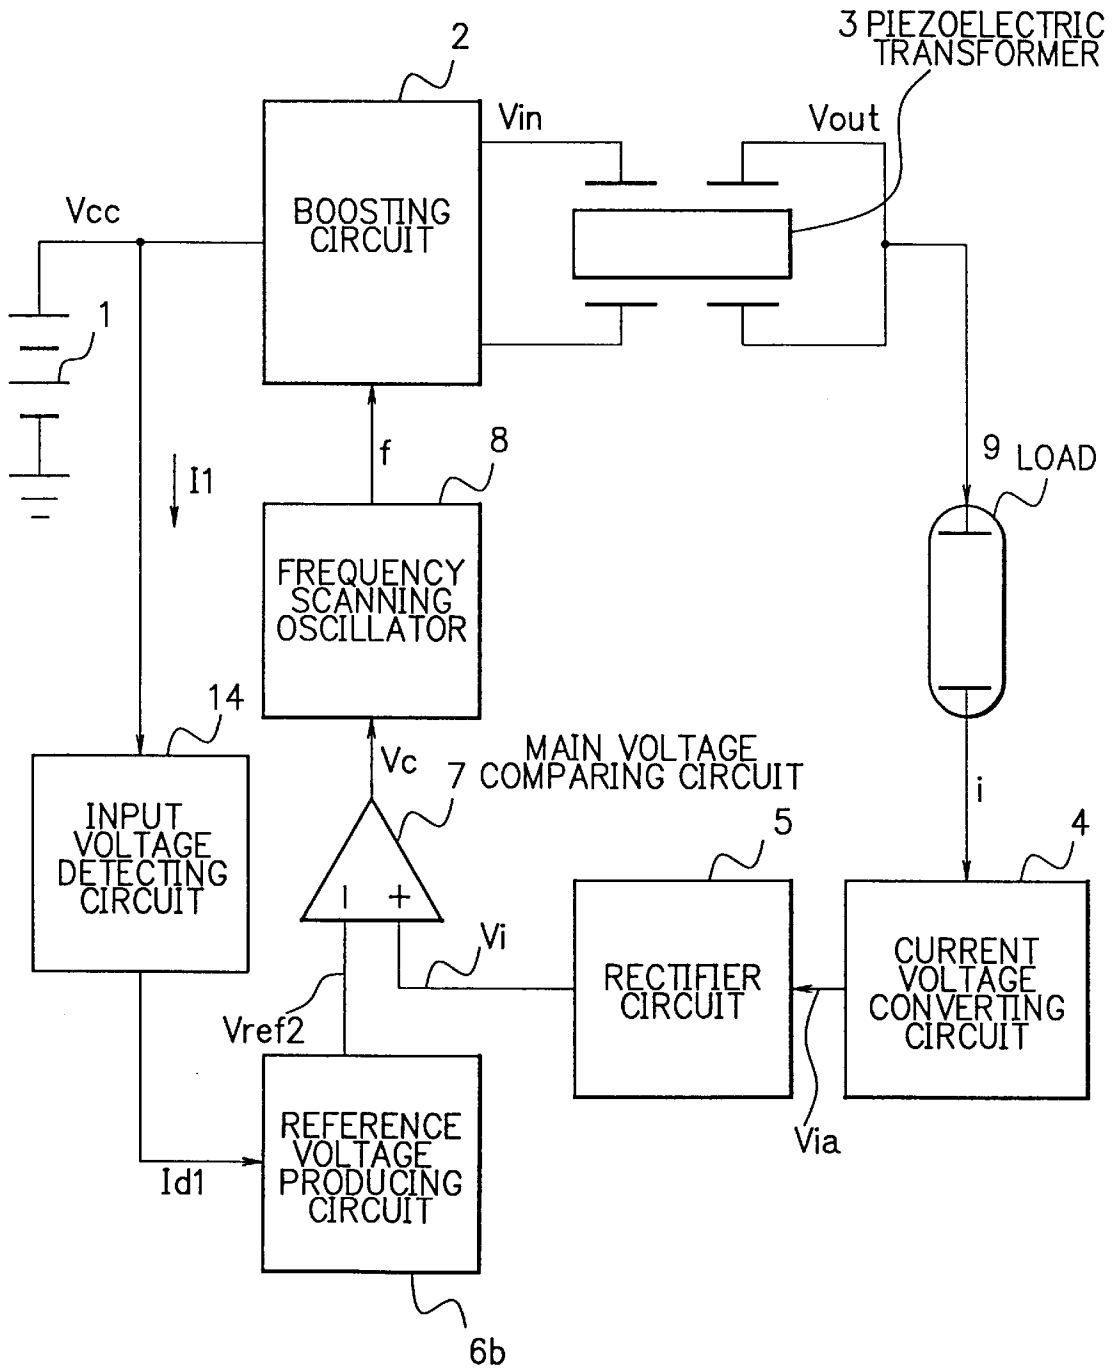 3 PIEZOELECTRIC
TRANSFORMER
2
Vin
Vout
BOOSTING
CIRCUIT
Vcc
1
f
8
I1
9 LOAD
FREQUENCY
SCANNING
OSCILLATOR
14
Vc
MAIN VOLTAGE
7 COMPARING CIRCUIT
i
INPUT
VOLTAGE
DETECTING
CIRCUIT
5
4
− +
Vi
RECTIFIER
CIRCUIT
CURRENT
VOLTAGE
CONVERTING
CIRCUIT
Vref2
Via
REFERENCE
VOLTAGE
PRODUCING
CIRCUIT
Id1
6b